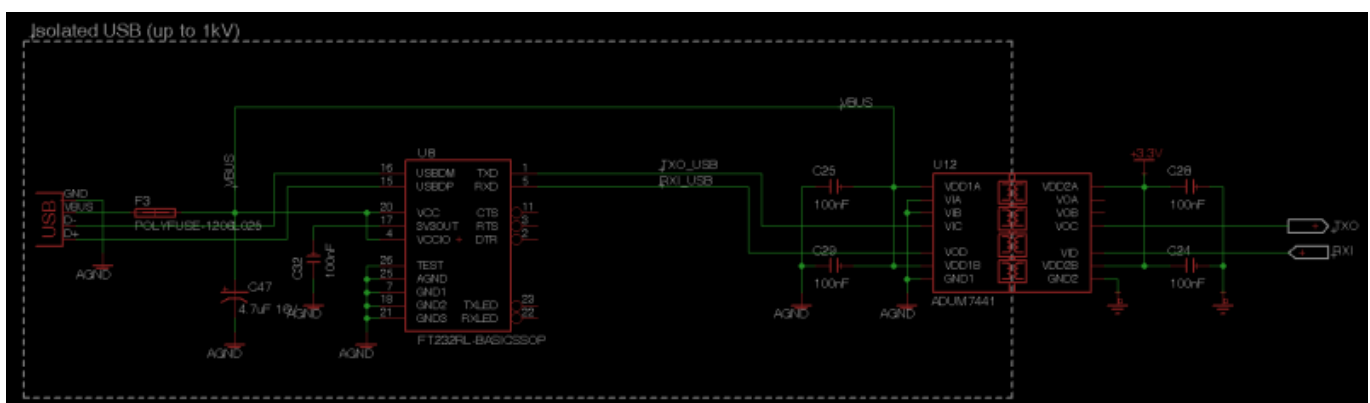 Isolated USB (up to 1kV)
VBUS
VBUS
U8
16 USBDM TXD 1
15 USBDP RXD 5
20 VCC CTS 11
17 3V3OUT RTS 3
4 VCCIO DTR 2
26 TEST
25 AGND
7 GND1
18 GND2 TXLED 23
21 GND3 RXLED 22
FT232RL-BASICSSOP
TXO_USB
RXI_USB
USB
GND
VBUS
D-
D+
AGND
F3
POLYFUSE-1206L025
C32
100nF
C47
4.7uF
AGND
AGND
AGND
C25
100nF
C29
100nF
AGND
AGND
U12
VDD1A VDD2A
VIA VOA
VIB VOB
VIC VOC
VOD VID
VDD1B VDD2B
GND1 GND2
ADUM7441
+3.3V
C28
100nF
C24
100nF
TXO
RXI